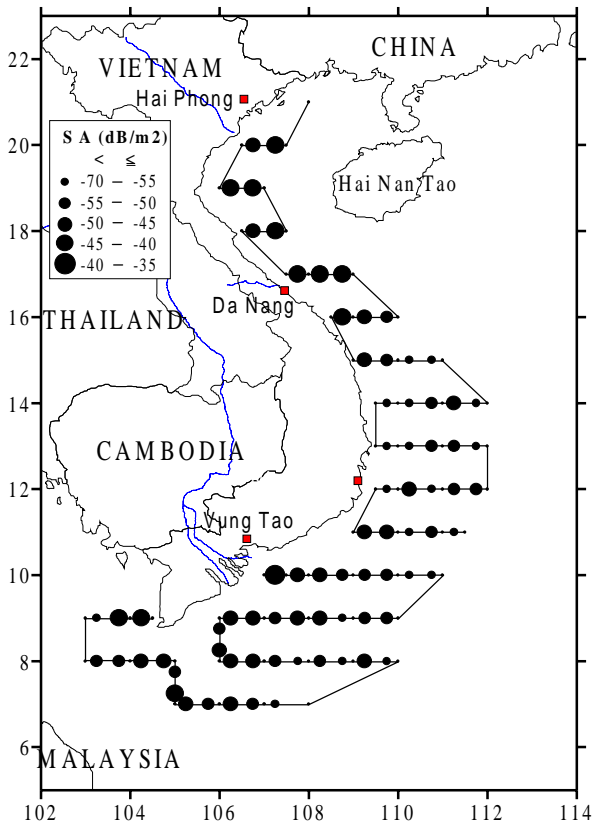 22
20
18
16
14
12
10
8
6
VIETNAM
CHINA
Hai Phong
Hai Nan Tao
S A (dB/m2)
< ≦
-70 – -55
-55 – -50
-50 – -45
-45 – -40
-40 – -35
Da Nang
THAILAND
CAMBODIA
Vung Tao
MALAYSIA
102 104 106 108 110 112 114